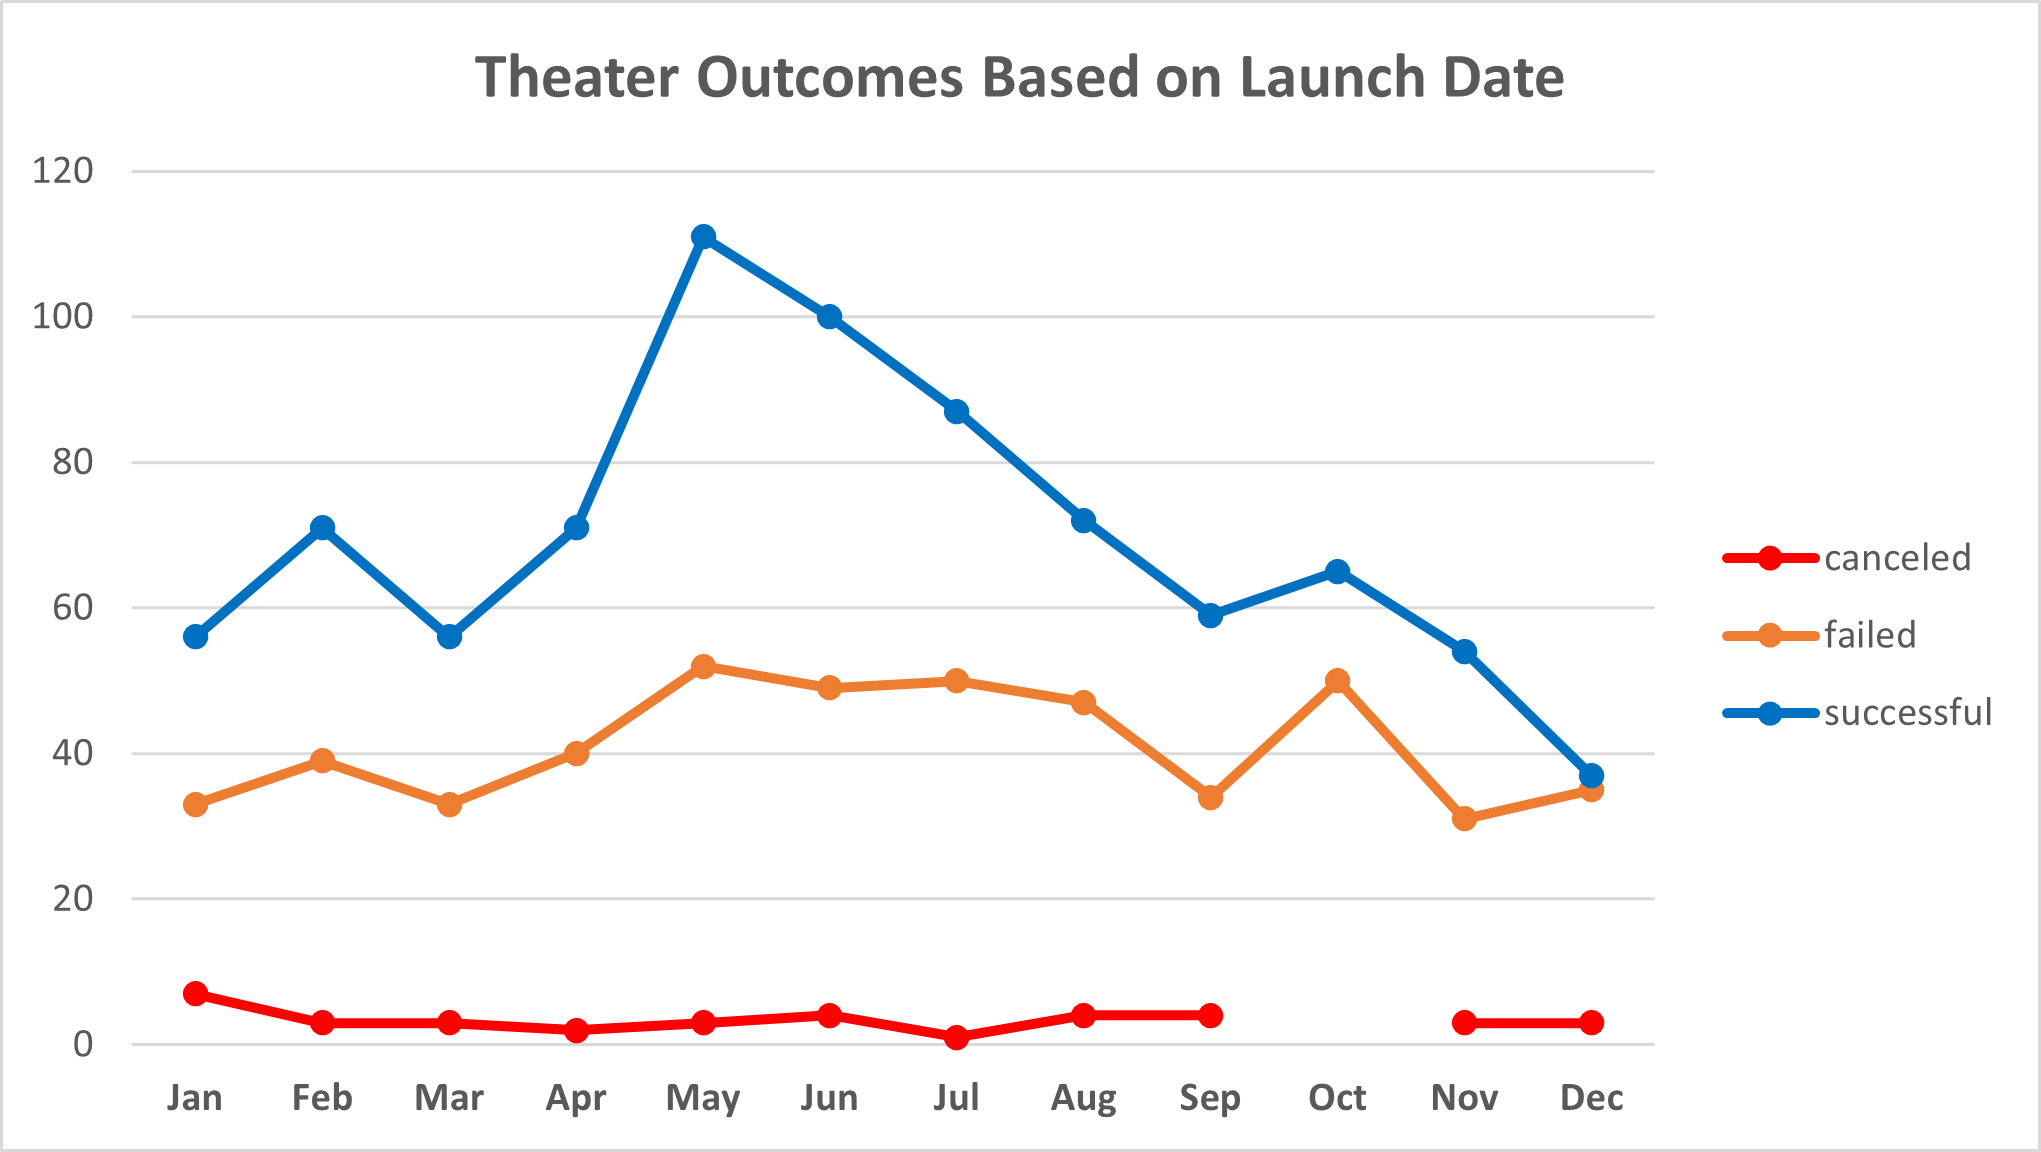 Theater Outcomes Based on Launch Date
120
100
80
60
40
20
0
Jan Feb Mar Apr May Jun Jul Aug Sep Oct Nov Dec
canceled
failed
successful